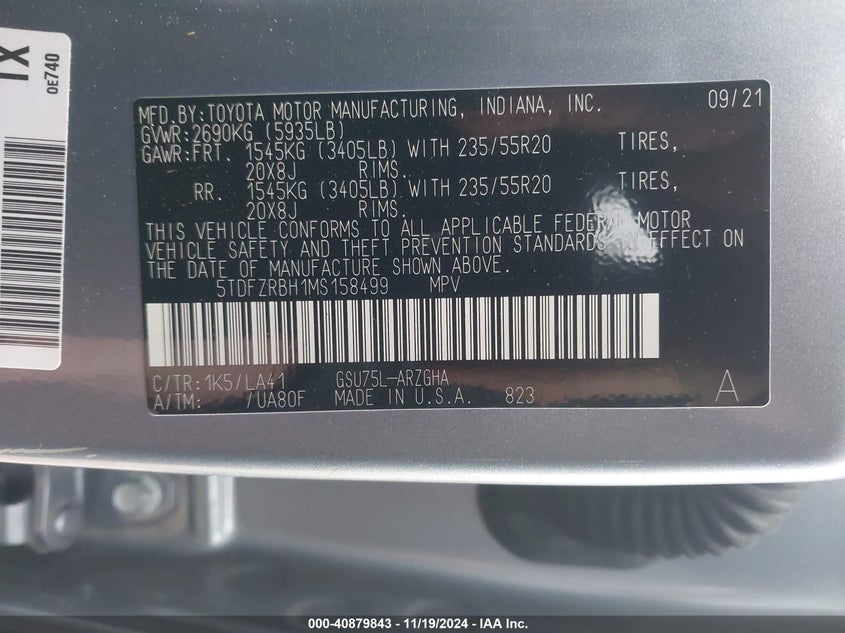 TX
0E740
MFD.BY:TOYOTA MOTOR MANUFACTURING, INDIANA, INC. 09/21
GVWR:2690KG (5935LB)
GAWR:FRT. 1545KG (3405LB) WITH 235/55R20 TIRES,
20X8J RIMS.
RR. 1545KG (3405LB) WITH 235/55R20 TIRES,
20X8J RIMS.
THIS VEHICLE CONFORMS TO ALL APPLICABLE FEDERAL MOTOR
VEHICLE SAFETY AND THEFT PREVENTION STANDARDS IN EFFECT ON
THE DATE OF MANUFACTURE SHOWN ABOVE.
5TDFZRBH1MS158499 MPV
C/TR:1K5/LA41 GSU75L-ARZGHA
A/TM: /UA80F MADE IN U.S.A. 823 A
000-40879843 - 11/19/2024 - IAA Inc.